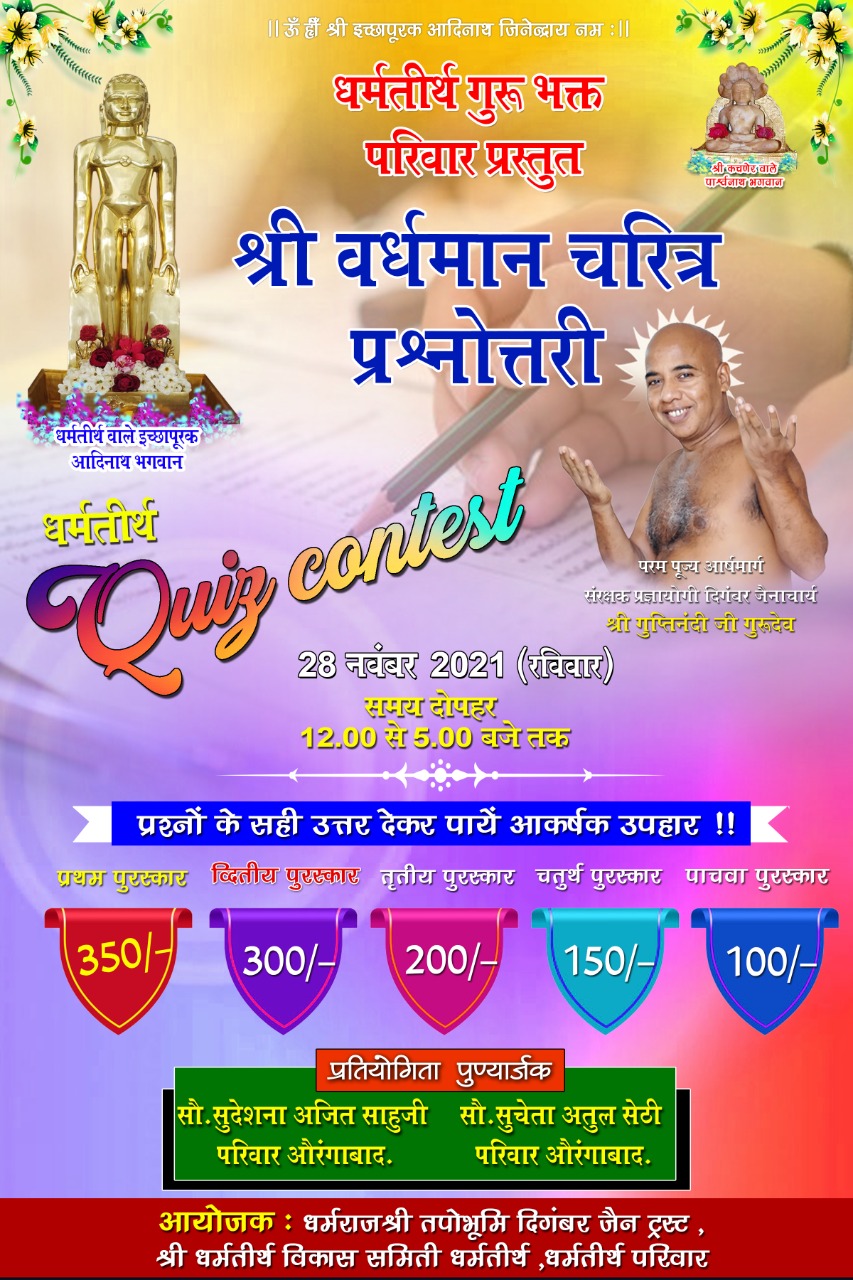 ॥ ॐ ह्रीं श्री इच्छापूरक आदिनाथ जिनेन्द्राय नम :॥
धर्मतीर्थ गुरू भक्त
परिवार प्रस्तुत
श्री कचणेर वाले
पार्श्वनाथ भगवान
श्री वर्धमान चरित्र
प्रश्नोत्तरी
धर्मतीर्थ वाले इच्छापूरक
आदिनाथ भगवान
धर्मतीर्थ
Quiz contest
परम पूज्य आर्षमार्ग
संरक्षक प्रज्ञायोगी दिगंबर जैनाचार्य
श्री गुप्तिनंदी जी गुरूदेव
28 नवंबर 2021 (रविवार)
समय दोपहर
12.00 से 5.00 बजे तक
प्रश्नों के सही उत्तर देकर पायें आकर्षक उपहार !!
प्रथम पुरस्कार व्दितीय पुरस्कार तृतीय पुरस्कार चतुर्थ पुरस्कार पाचवा पुरस्कार
350/- 300/- 200/- 150/- 100/-
प्रतियोगिता पुण्यार्जक
सौ.सुदेशना अजित साहुजी सौ.सुचेता अतुल सेठी
परिवार औरंगाबाद. परिवार औरंगाबाद.
आयोजक : धर्मराजश्री तपोभूमि दिगंबर जैन ट्रस्ट ,
श्री धर्मतीर्थ विकास समिती धर्मतीर्थ ,धर्मतीर्थ परिवार